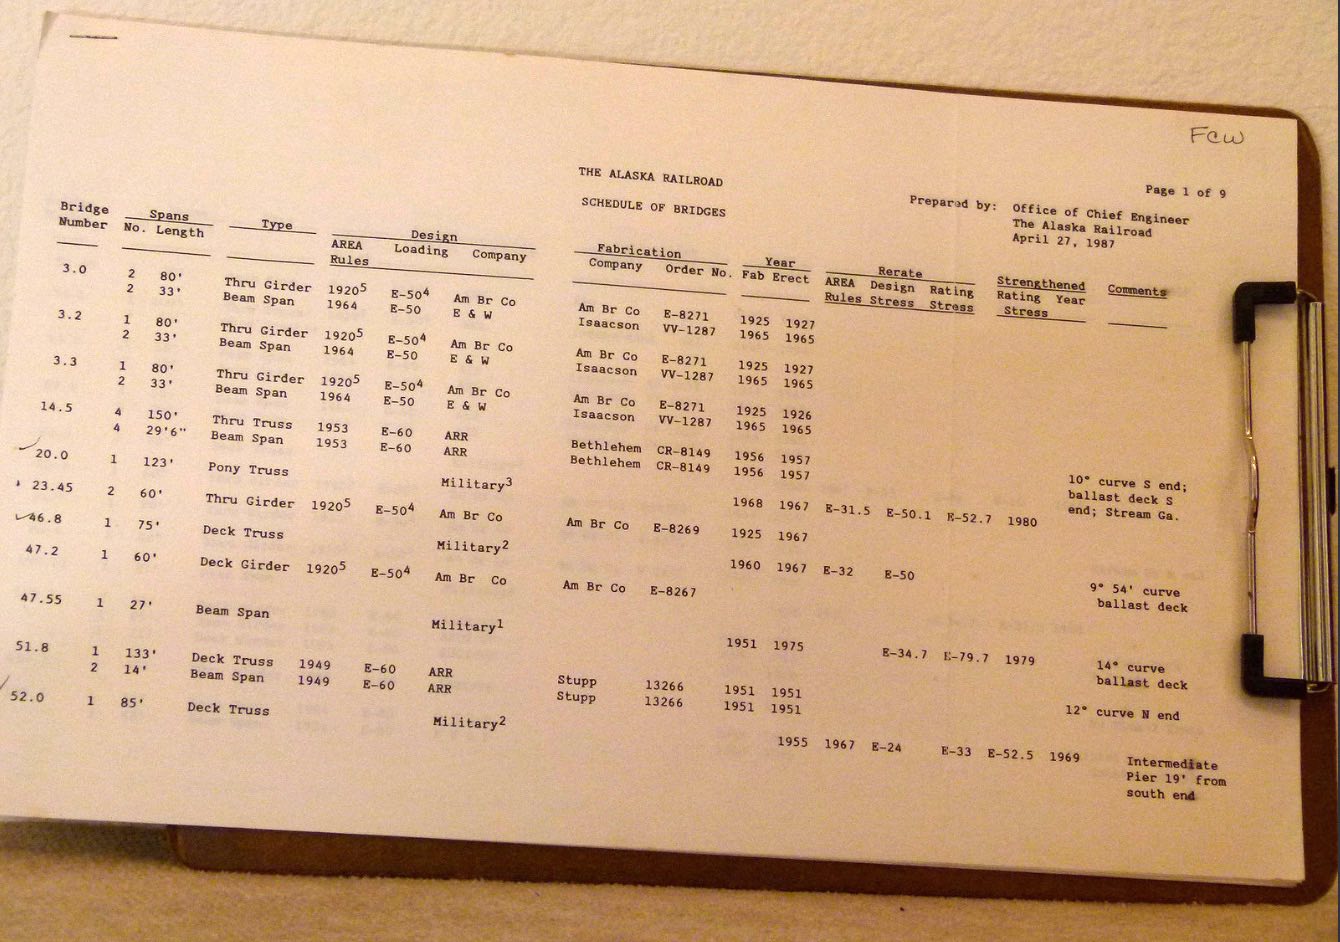 FCW
THE ALASKA RAILROAD
Page 1 of 9
SCHEDULE OF BRIDGES
Prepared by: Office of Chief Engineer
The Alaska Railroad
April 27, 1987
Bridge Spans Type Design Fabrication Year Rerate Strengthened Comments
Number No. Length AREA Loading Company Company Order No. Fab Erect AREA Design Rating Rating Year
Rules Rules Stress Stress Stress
3.0 2 80' Thru Girder 1920⁵ E-50⁴ Am Br Co Am Br Co E-8271 1925 1927
2 33' Beam Span 1964 E-50 E & W Isaacson VV-1287 1965 1965
3.2 1 80' Thru Girder 1920⁵ E-50⁴ Am Br Co Am Br Co E-8271 1925 1927
2 33' Beam Span 1964 E-50 E & W Isaacson VV-1287 1965 1965
3.3 1 80' Thru Girder 1920⁵ E-50⁴ Am Br Co Am Br Co E-8271 1925 1926
2 33' Beam Span 1964 E-50 E & W Isaacson VV-1287 1965 1965
14.5 4 150' Thru Truss 1953 E-60 ARR Bethlehem CR-8149 1956 1957
4 29'6" Beam Span 1953 E-60 ARR Bethlehem CR-8149 1956 1957
20.0 1 123' Pony Truss Military³ 1968 1967 E-31.5 E-50.1 E-52.7 1980 10° curve S end;
ballast deck S
end; Stream Ga.
23.45 2 60' Thru Girder 1920⁵ E-50⁴ Am Br Co Am Br Co E-8269 1925 1967
46.8 1 75' Deck Truss Military² 1960 1967 E-32 E-50 9° 54' curve
ballast deck
47.2 1 60' Deck Girder 1920⁵ E-50⁴ Am Br Co Am Br Co E-8267
47.55 1 27' Beam Span Military¹ 1951 1975 E-34.7 E-79.7 1979 14° curve
ballast deck
51.8 1 133' Deck Truss 1949 E-60 ARR Stupp 13266 1951 1951 12° curve N end
2 14' Beam Span 1949 E-60 ARR Stupp 13266 1951 1951
52.0 1 85' Deck Truss Military² 1955 1967 E-24 E-33 E-52.5 1969 Intermediate
Pier 19' from
south end